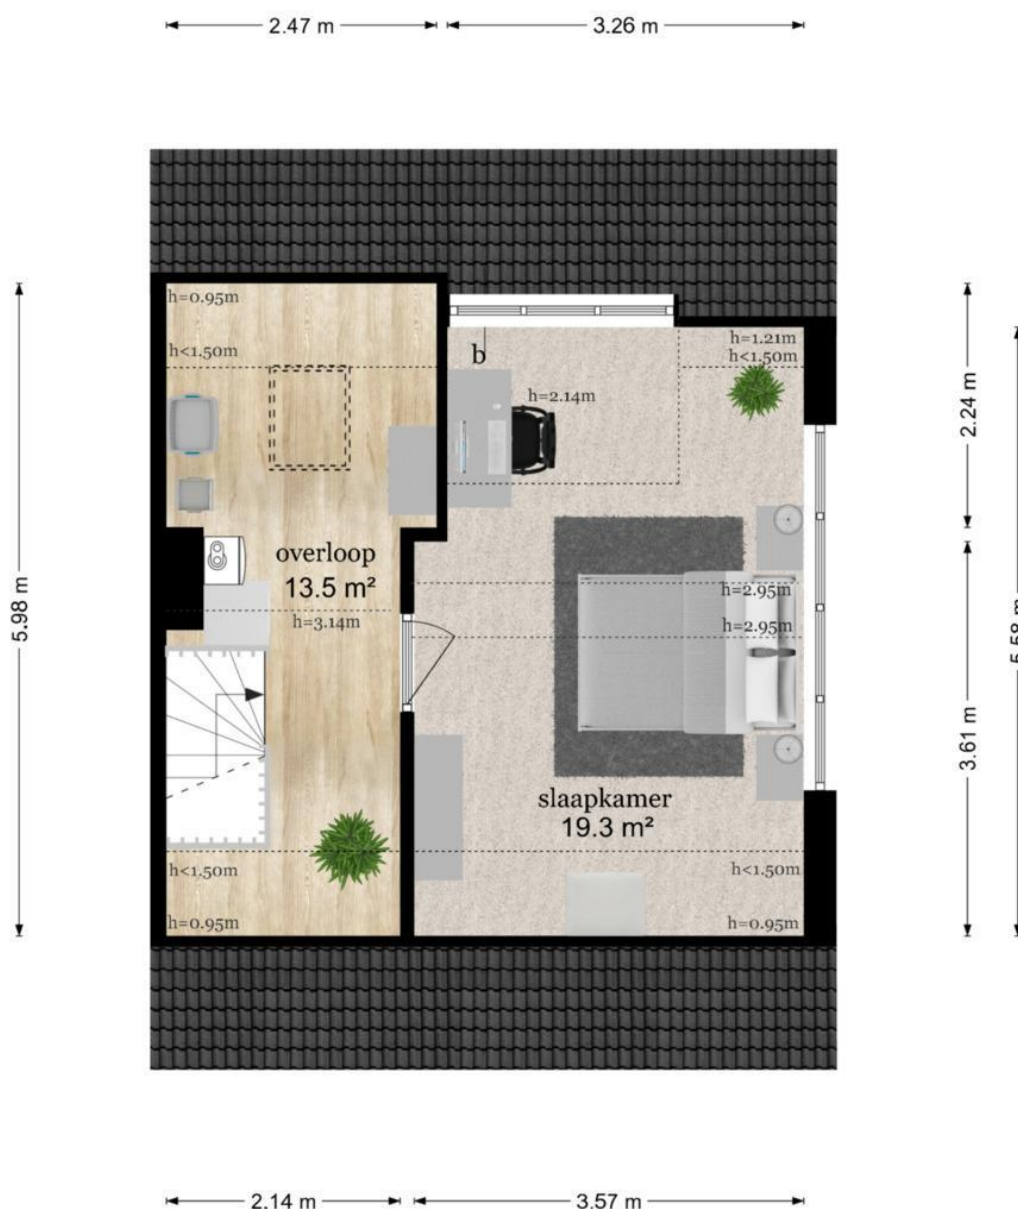 2.47 m
3.26 m
h=0.95m
h<1.50m
b
h=1.21m
h<1.50m
h=2.14m
2.24 m
5.98 m
overloop
13.5 m²
h=3.14m
h=2.95m
h=2.95m
5.58 m
3.61 m
slaapkamer
19.3 m²
h<1.50m
h=0.95m
h<1.50m
h=0.95m
2.14 m
3.57 m